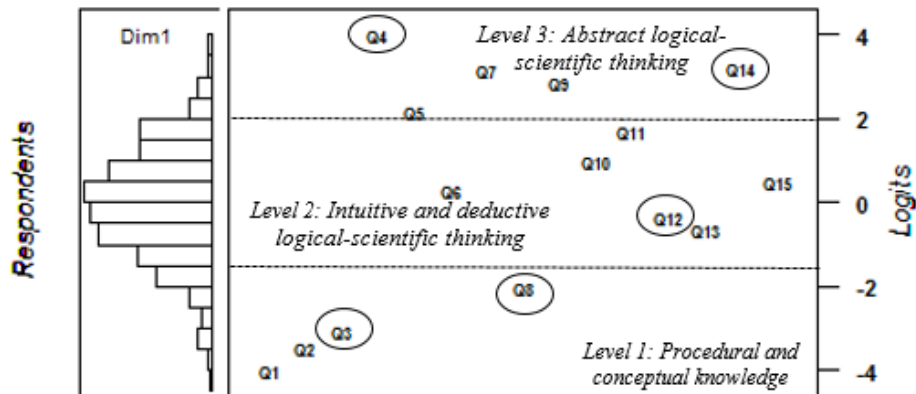 Dim1
Respondents
Q4
Level 3: Abstract logical-
scientific thinking
Q7
Q9
Q14
Q5
Q11
Q10
Q15
Q6
Level 2: Intuitive and deductive
logical-scientific thinking
Q12
Q13
Q8
Q3
Q2
Q1
Level 1: Procedural and
conceptual knowledge
4
2
0
-2
-4
Logits